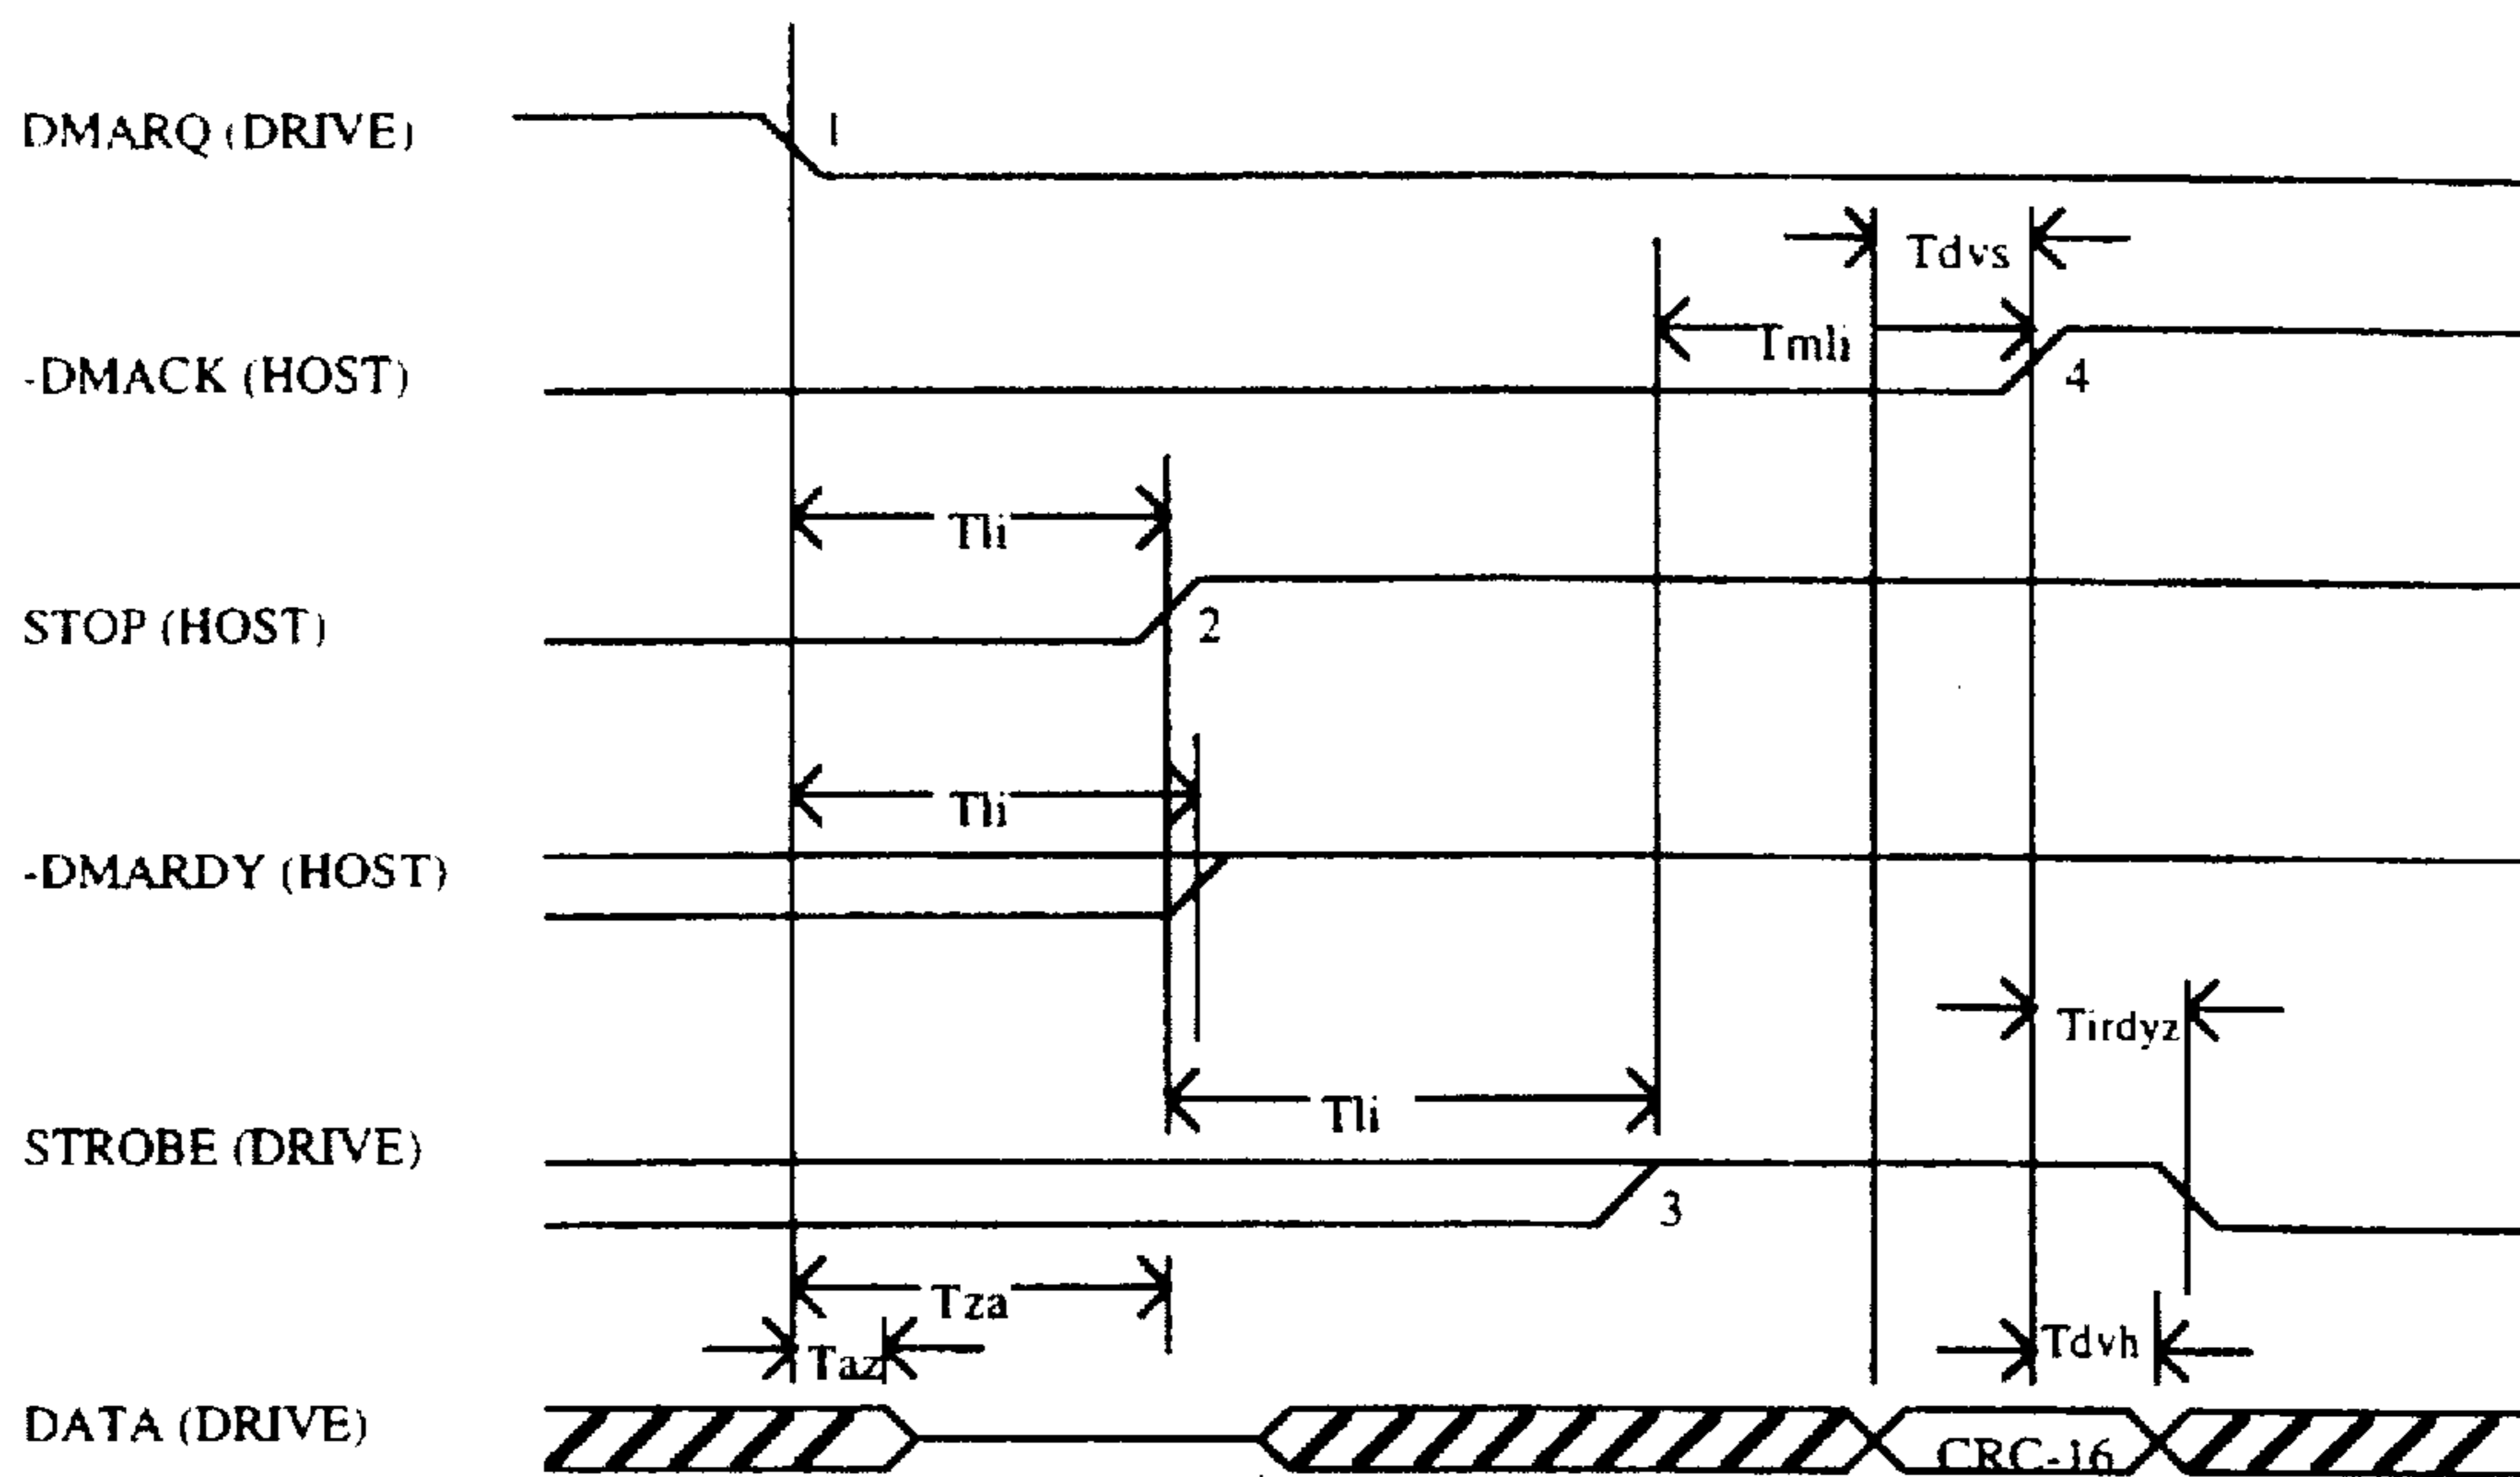 DMARQ (DRIVE)
1
Tdvs
Tmli
-DMACK (HOST)
4
Tli
STOP (HOST)
2
Tli
-DMARDY (HOST)
Tirdyz
Tli
STROBE (DRIVE)
3
Tza
Taz
Tdvh
DATA (DRIVE)
CRC-16